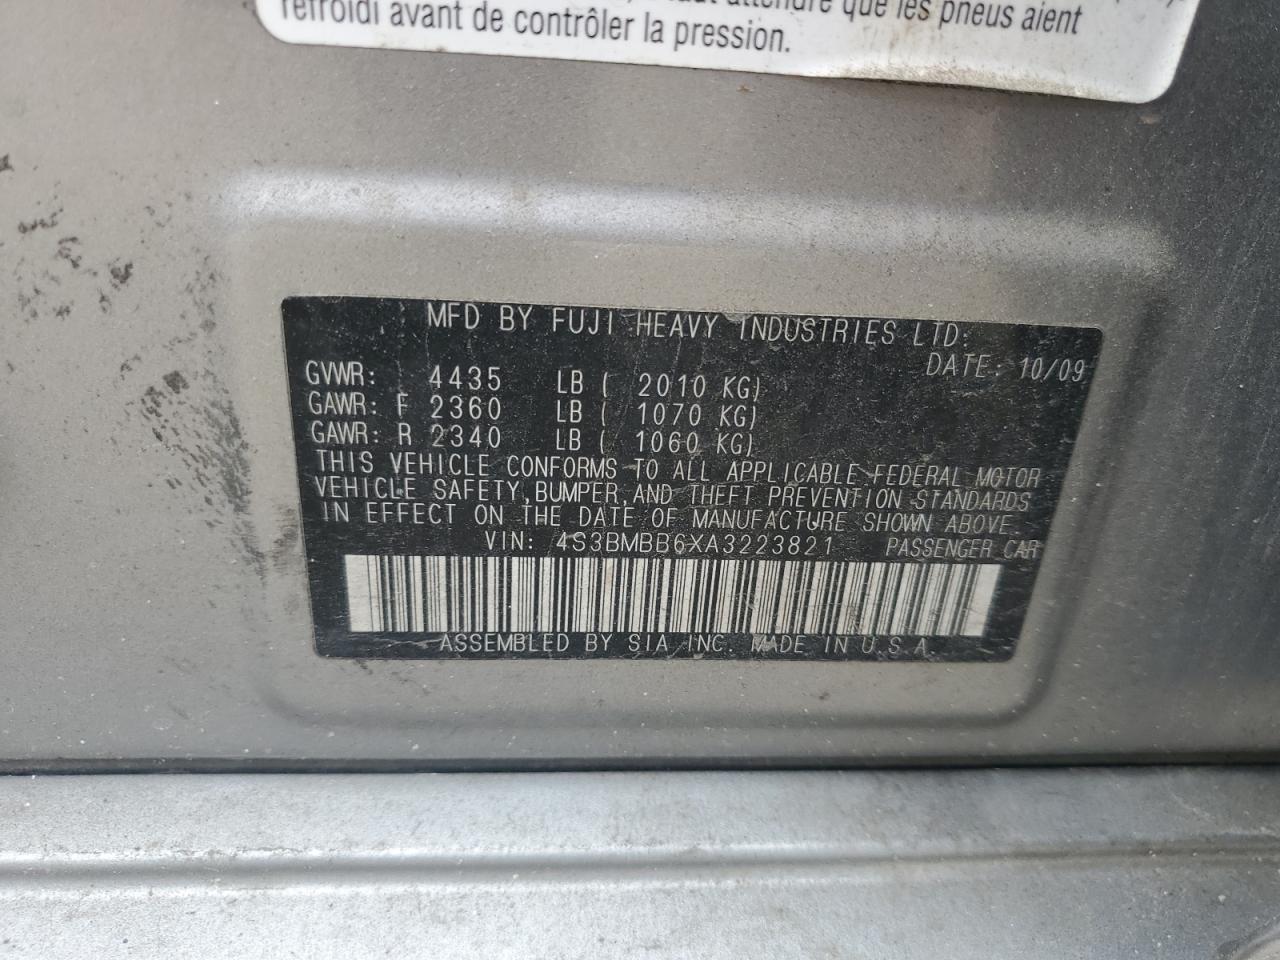 attendre que les pneus aient
refroidi avant de contrôler la pression.
MFD BY FUJI HEAVY INDUSTRIES LTD.
DATE: 10/09
GVWR: 4435 LB ( 2010 KG)
GAWR: F 2360 LB ( 1070 KG)
GAWR: R 2340 LB ( 1060 KG)
THIS VEHICLE CONFORMS TO ALL APPLICABLE FEDERAL MOTOR
VEHICLE SAFETY, BUMPER, AND THEFT PREVENTION STANDARDS
IN EFFECT ON THE DATE OF MANUFACTURE SHOWN ABOVE.
VIN: 4S3BMBB6XA3223821 PASSENGER CAR
ASSEMBLED BY SIA INC. MADE IN U.S.A.